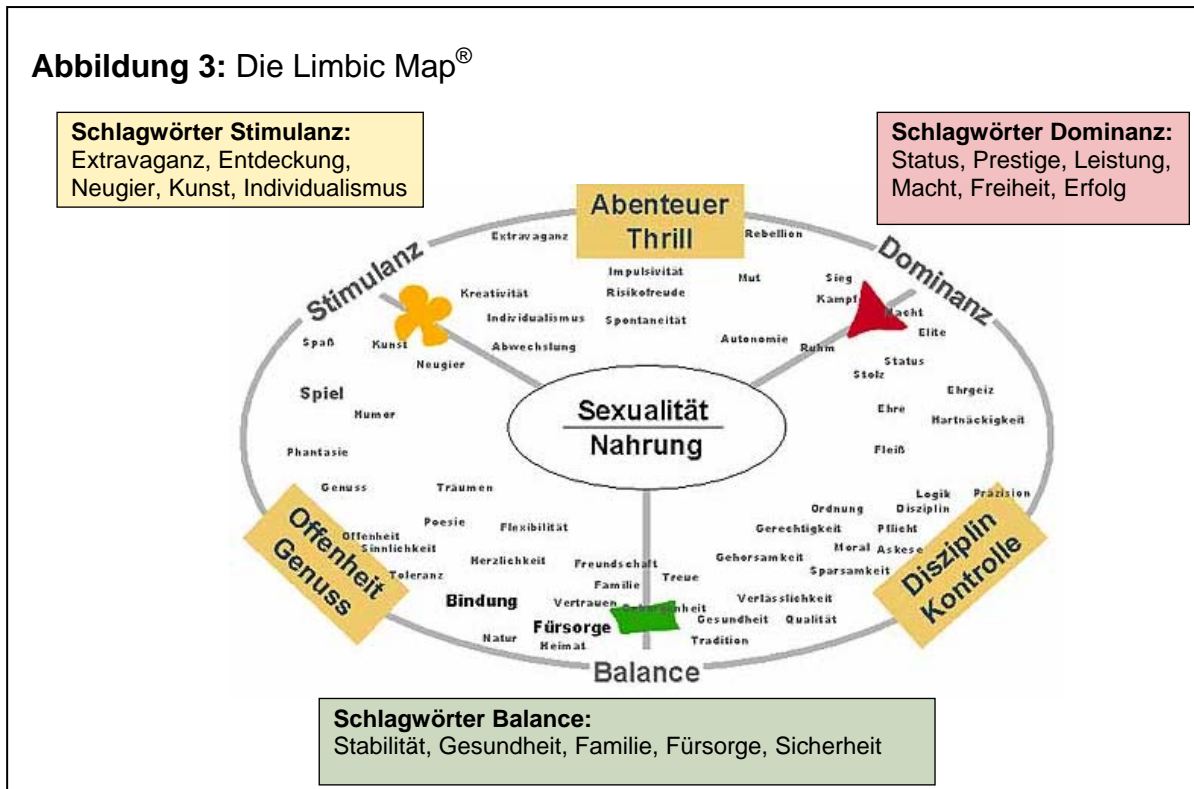 Abbildung 3: Die Limbic Map®
Schlagwörter Stimulanz:
Extravaganz, Entdeckung,
Neugier, Kunst, Individualismus
Schlagwörter Dominanz:
Status, Prestige, Leistung,
Macht, Freiheit, Erfolg
Abenteuer
Thrill
Stimulanz
Dominanz
Extravaganz
Rebellion
Impulsivität
Mut
Sieg
Kreativität
Risikofreude
Kampf
Macht
Individualismus
Spontaneität
Elite
Spaß
Kunst
Abwechslung
Autonomie
Ruhm
Neugier
Status
Stolz
Spiel
Ehrgeiz
Humor
Sexualität
Nahrung
Ehre
Hartnäckigkeit
Phantasie
Fleiß
Genuss
Träumen
Logik
Präzision
Ordnung
Disziplin
Poesie
Flexibilität
Gerechtigkeit
Pflicht
Offenheit
Genuss
Offenheit
Sinnlichkeit
Herzlichkeit
Freundschaft
Gehorsamkeit
Moral
Askese
Disziplin
Kontrolle
Toleranz
Familie
Treue
Sparsamkeit
Bindung
Vertrauen
Geborgenheit
Verlässlichkeit
Fürsorge
Gesundheit
Qualität
Natur
Heimat
Tradition
Balance
Schlagwörter Balance:
Stabilität, Gesundheit, Familie, Fürsorge, Sicherheit